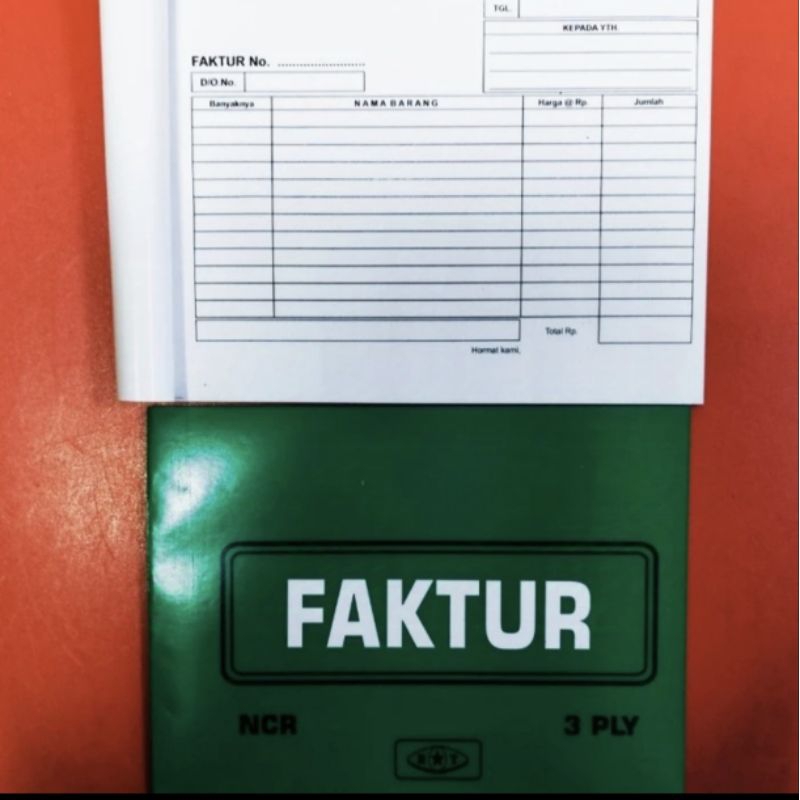 TGL.
KEPADA YTH.
FAKTUR No. ........................
D/O No.
Banyaknya NAMA BARANG Harga @ Rp. Jumlah
Total Rp.
Hormat kami,
FAKTUR
NCR 3 PLY